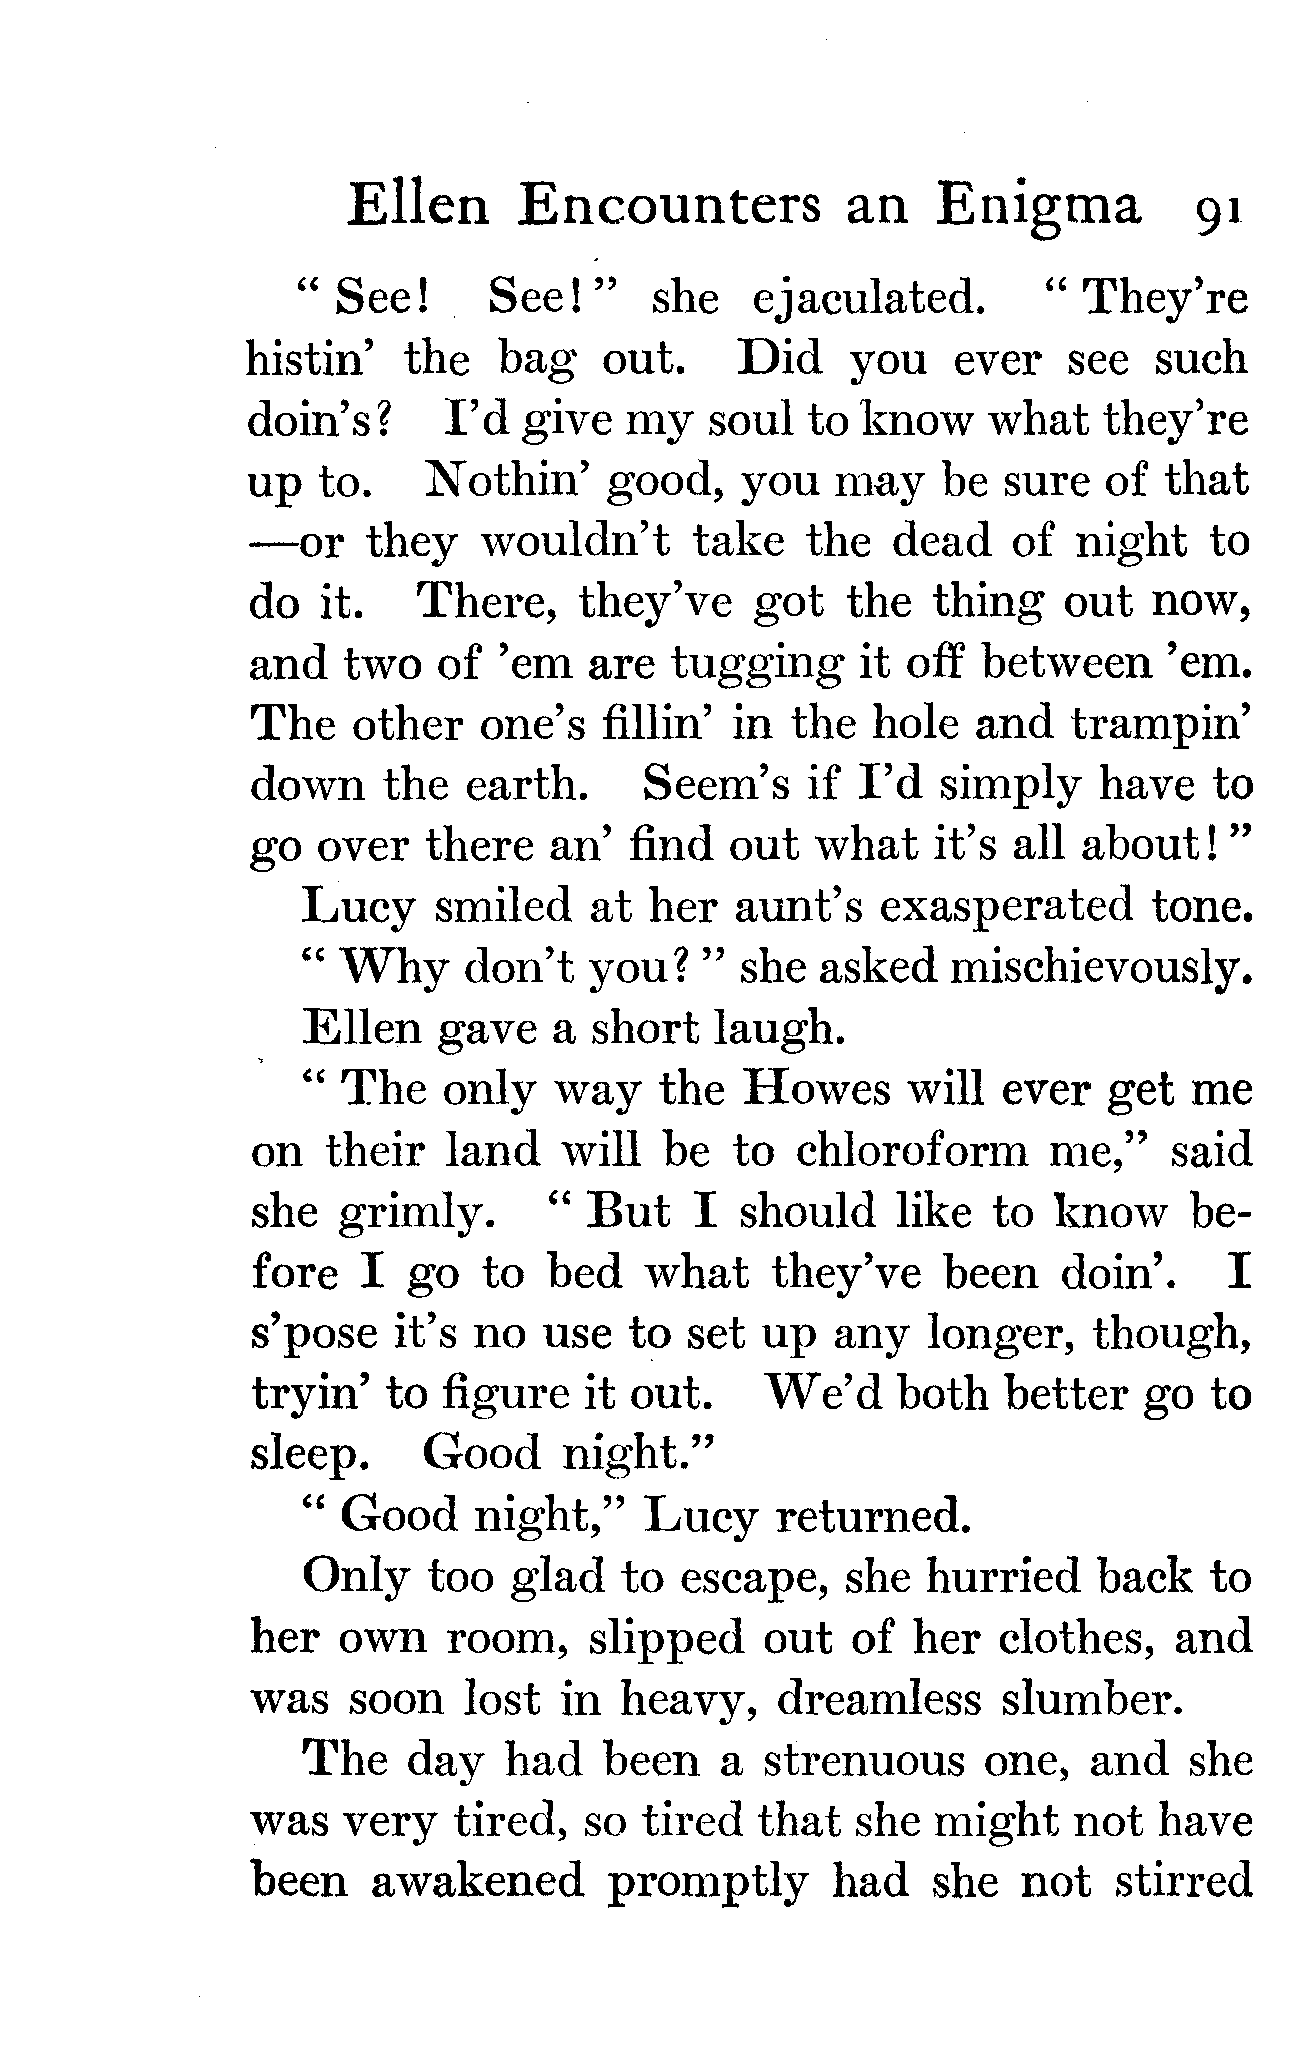 Ellen Encounters an Enigma 91
“ See! See! ” she ejaculated. “ They’re
histin’ the bag out. Did you ever see such
doin’s? I’d give my soul to know what they’re
up to. Nothin’ good, you may be sure of that
—or they wouldn’t take the dead of night to
do it. There, they’ve got the thing out now,
and two of ’em are tugging it off between ’em.
The other one’s fillin’ in the hole and trampin’
down the earth. Seem’s if I’d simply have to
go over there an’ find out what it’s all about! ”
Lucy smiled at her aunt’s exasperated tone.
“ Why don’t you? ” she asked mischievously.
Ellen gave a short laugh.
“ The only way the Howes will ever get me
on their land will be to chloroform me,” said
she grimly. “ But I should like to know be-
fore I go to bed what they’ve been doin’. I
s’pose it’s no use to set up any longer, though,
tryin’ to figure it out. We’d both better go to
sleep. Good night.”
“ Good night,” Lucy returned.
Only too glad to escape, she hurried back to
her own room, slipped out of her clothes, and
was soon lost in heavy, dreamless slumber.
The day had been a strenuous one, and she
was very tired, so tired that she might not have
been awakened promptly had she not stirred